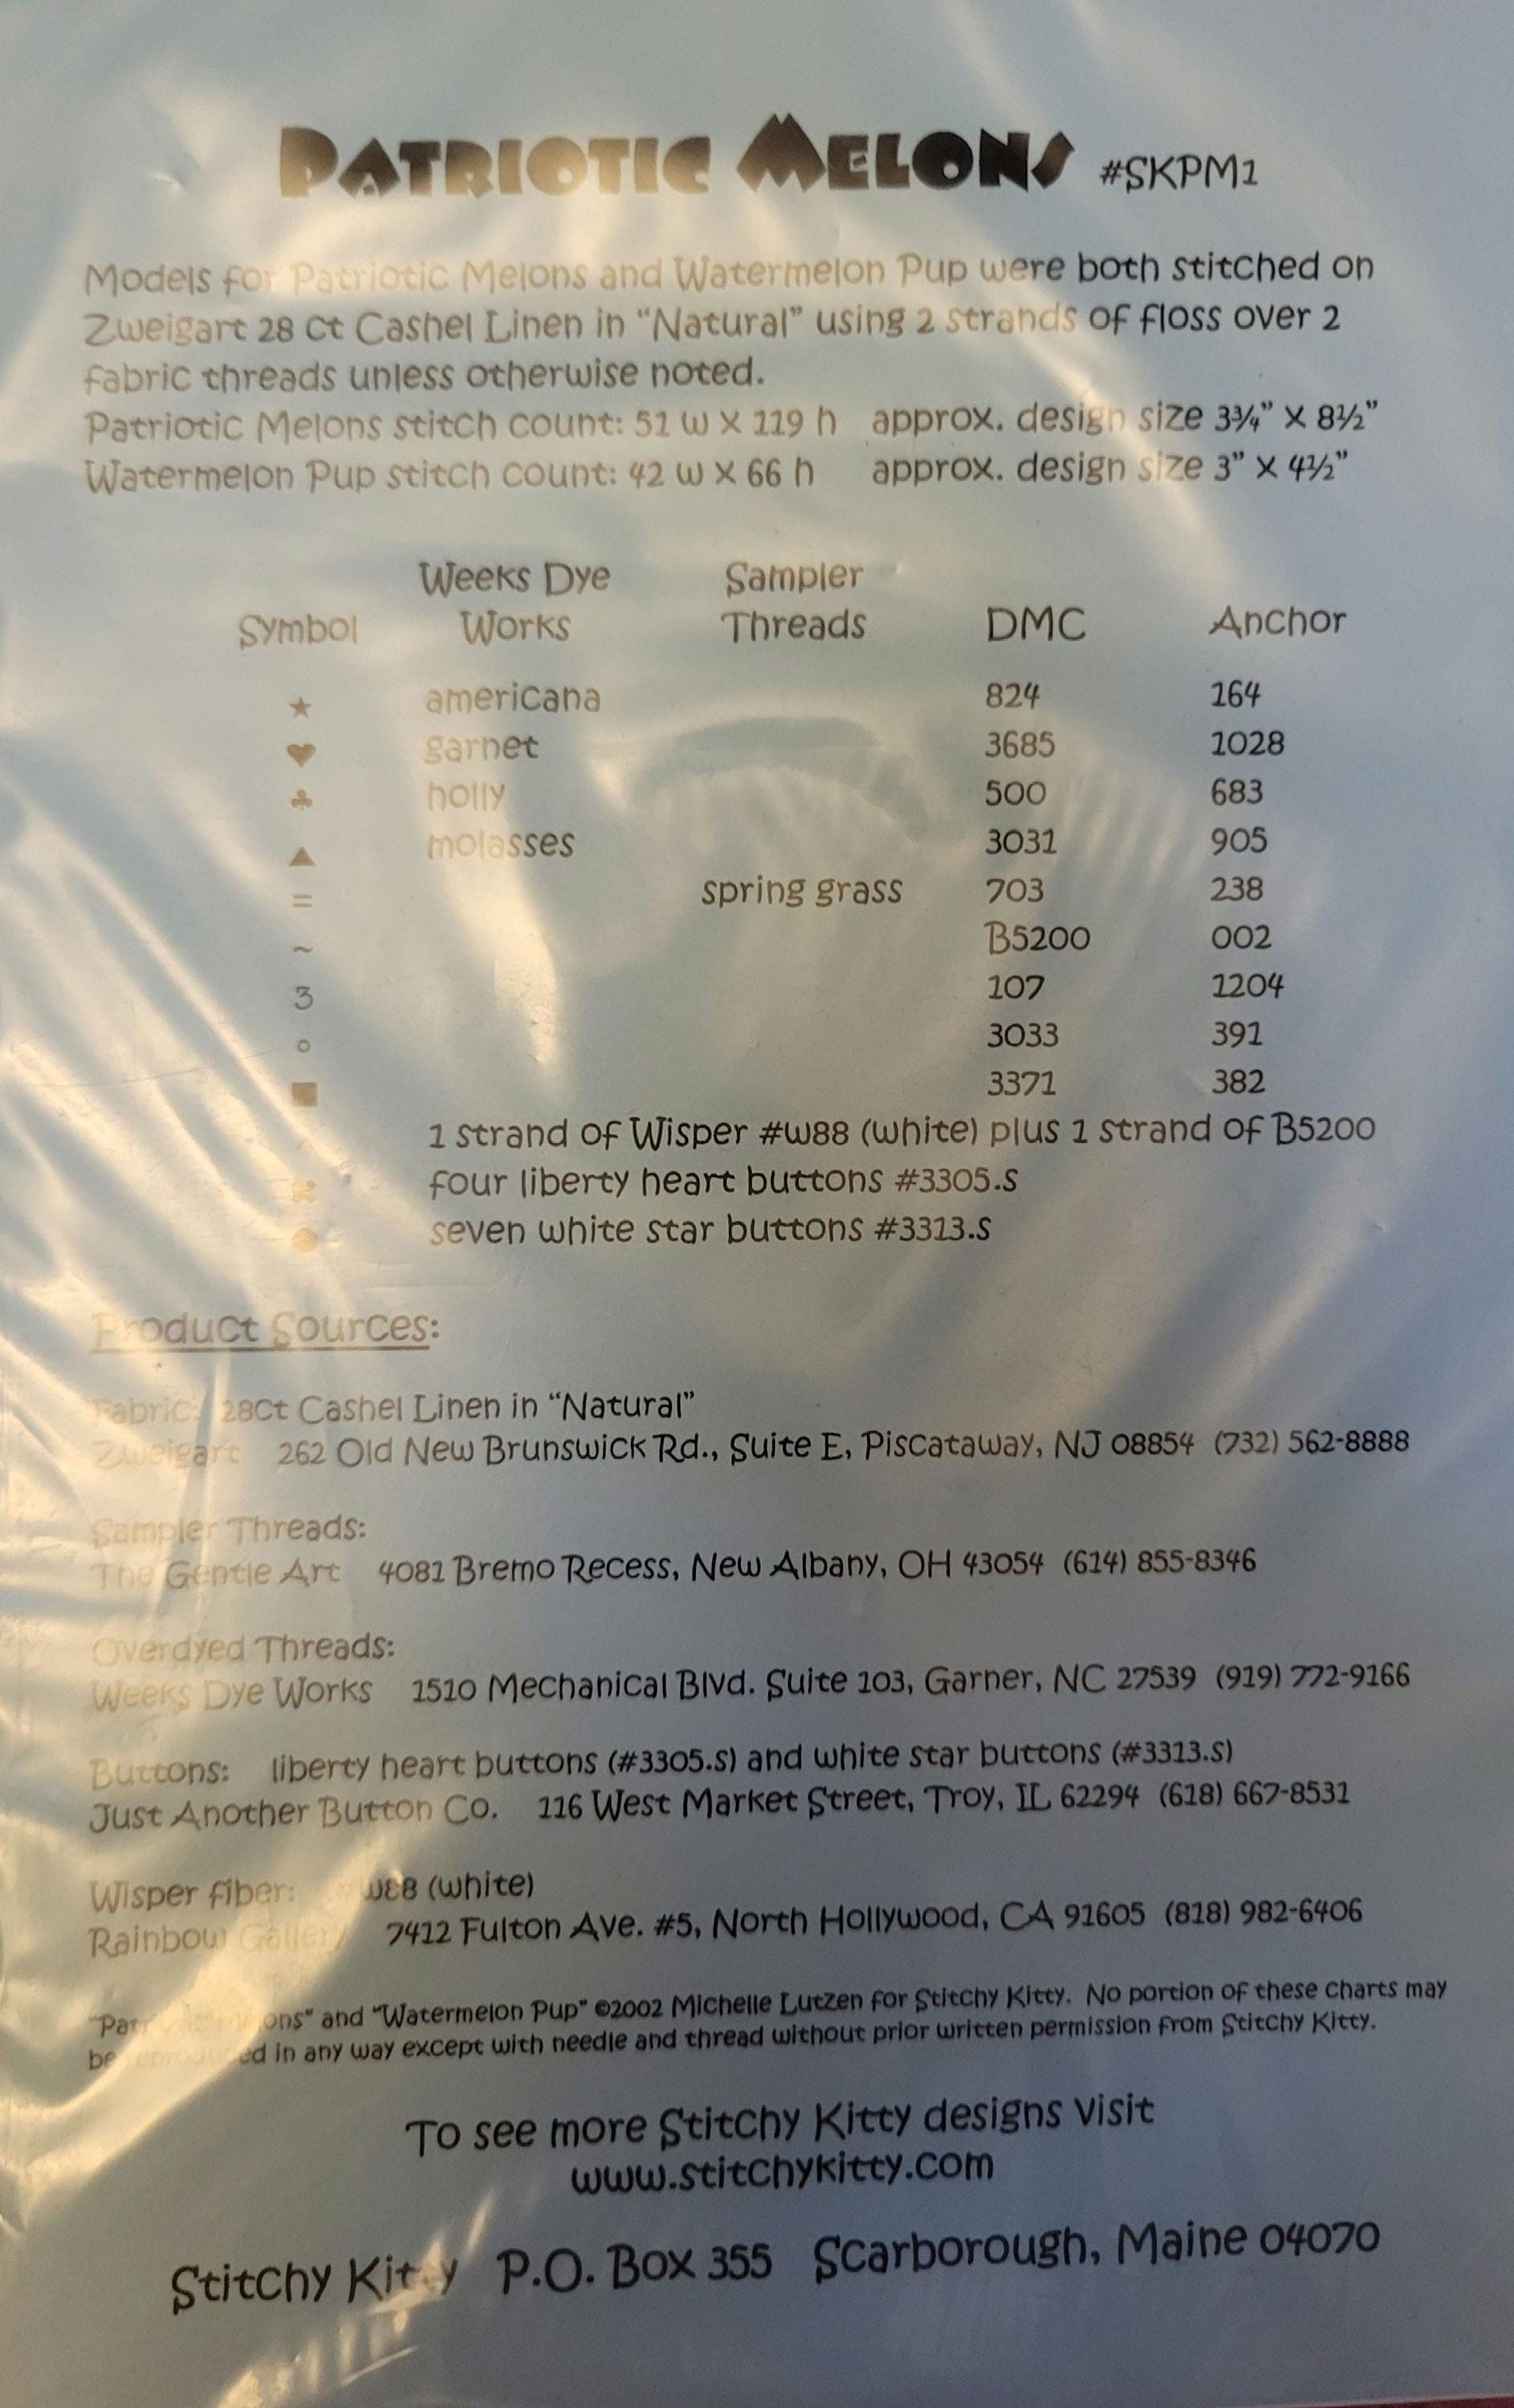 PATRIOTIC MELONS #SKPM1
Models for Patriotic Melons and Watermelon Pup were both stitched on
Zweigart 28 ct Cashel Linen in “Natural” using 2 strands of floss over 2
fabric threads unless otherwise noted.
Patriotic Melons stitch count: 51 w X 119 h approx. design size 3¾” X 8½”
Watermelon Pup stitch count: 42 w X 66 h approx. design size 3” X 4½”
Weeks Dye Sampler
Symbol Works Threads DMC Anchor
★ americana 824 164
♥ garnet 3685 1028
♣ holly 500 683
▲ molasses 3031 905
= spring grass 703 238
~ B5200 002
3 107 1204
○ 3033 391
■ 3371 382
1 strand of Wisper #W88 (white) plus 1 strand of B5200
⌘ four liberty heart buttons #3305.S
● seven white star buttons #3313.S
Product Sources:
Fabric: 28ct Cashel Linen in “Natural”
Zweigart 262 Old New Brunswick Rd., Suite E, Piscataway, NJ 08854 (732) 562-8888
Sampler Threads:
The Gentle Art 4081 Bremo Recess, New Albany, OH 43054 (614) 855-8346
Overdyed Threads:
Weeks Dye Works 1510 Mechanical Blvd. Suite 103, Garner, NC 27539 (919) 772-9166
Buttons: liberty heart buttons (#3305.S) and white star buttons (#3313.S)
Just Another Button Co. 116 West Market Street, Troy, IL 62294 (618) 667-8531
Wisper fiber: #W88 (white)
Rainbow Gallery 7412 Fulton Ave. #5, North Hollywood, CA 91605 (818) 982-6406
and “Watermelon Pup” ©2002 Michelle Lutzen for Stitchy Kitty. No portion of these charts may
be reproduced in any way except with needle and thread without prior written permission from Stitchy Kitty.
To see more Stitchy Kitty designs visit
www.stitchykitty.com
Stitchy Kitty P.O. Box 355 Scarborough, Maine 04070